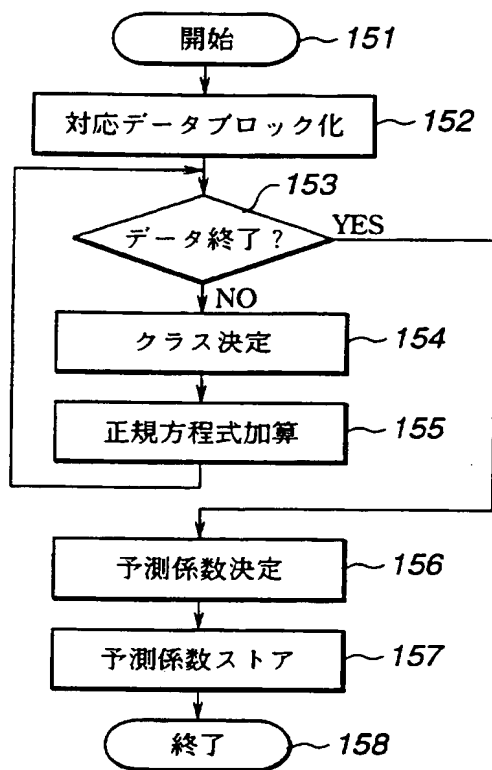 開始
151
対応データブロック化
152
153
データ終了?
YES
NO
クラス決定
154
正規方程式加算
155
予測係数決定
156
予測係数ストア
157
終了
158